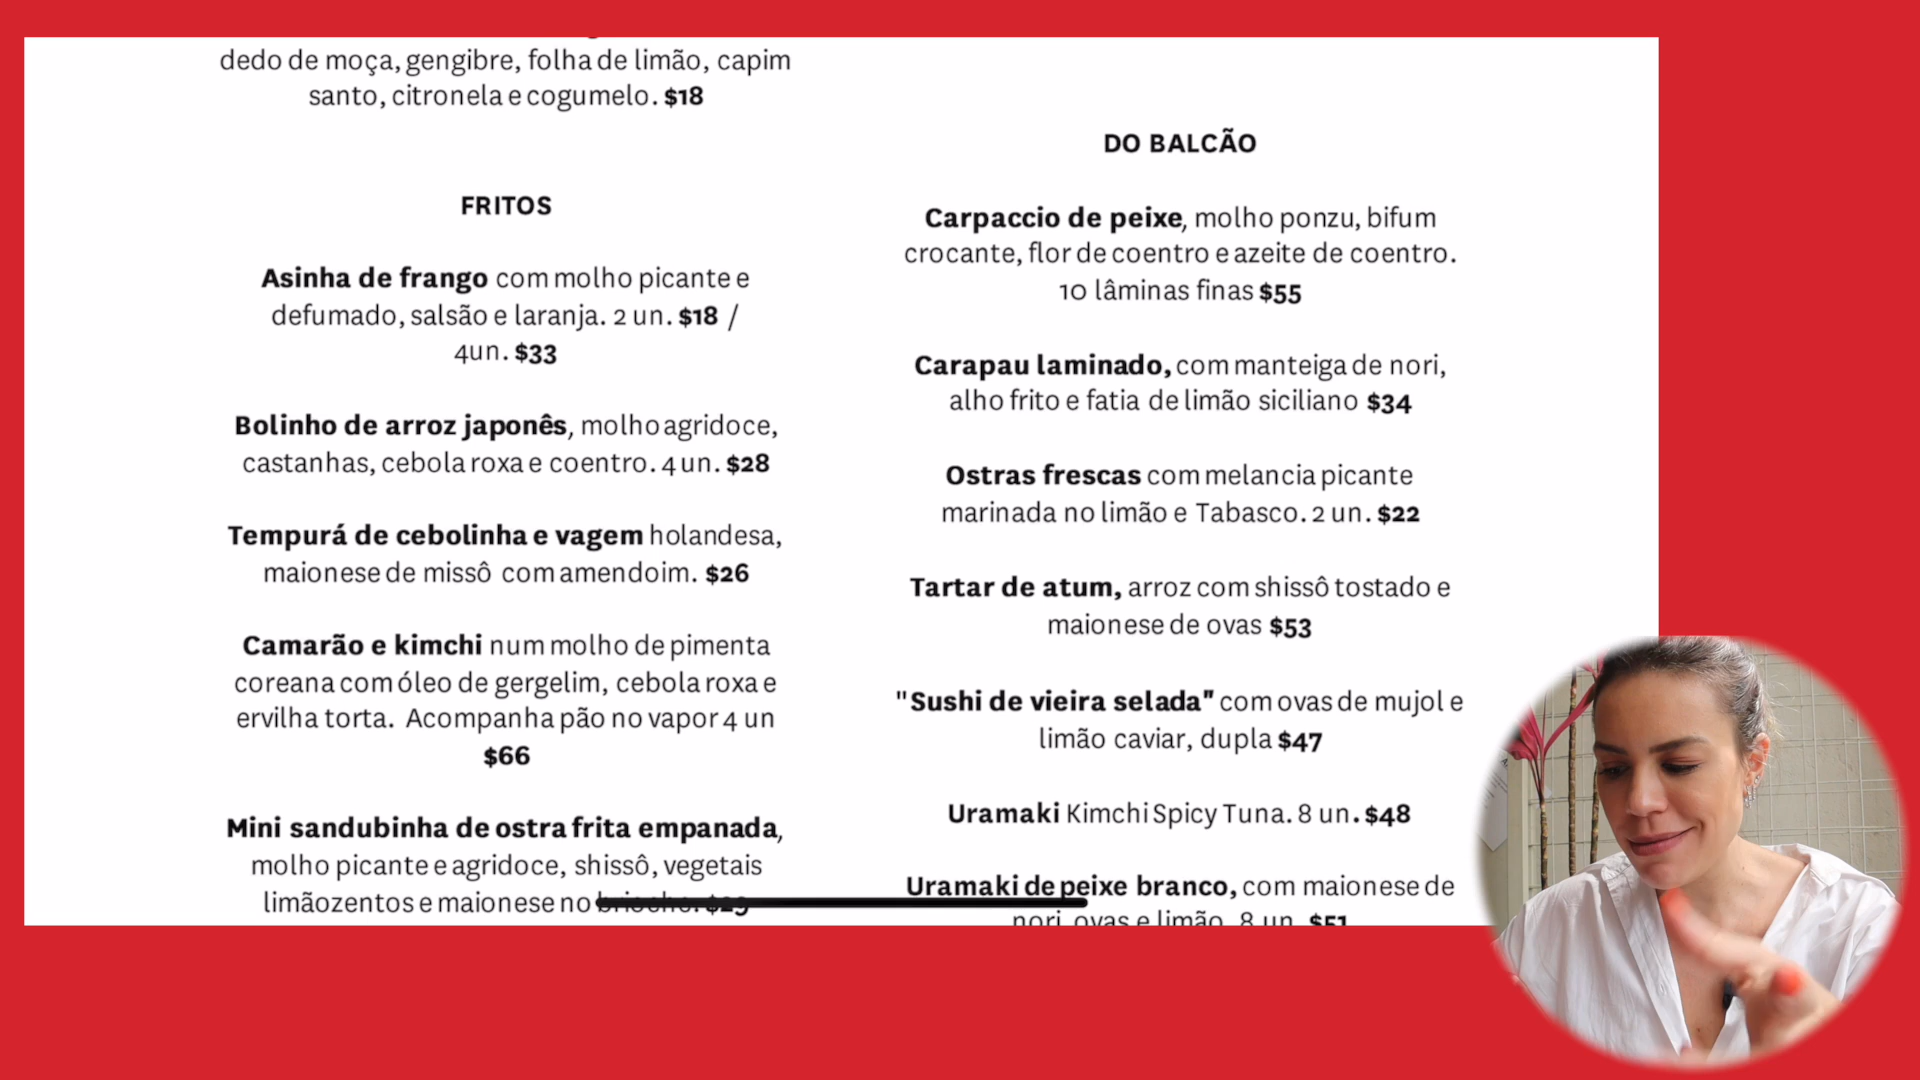 dedo de moça, gengibre, folha de limão, capim
santo, citronela e cogumelo. $18
FRITOS
Asinha de frango com molho picante e
defumado, salsão e laranja. 2 un. $18 /
4un. $33
Bolinho de arroz japonês, molho agridoce,
castanhas, cebola roxa e coentro. 4 un. $28
Tempurá de cebolinha e vagem holandesa,
maionese de missô com amendoim. $26
Camarão e kimchi num molho de pimenta
coreana com óleo de gergelim, cebola roxa e
ervilha torta. Acompanha pão no vapor 4 un
$66
Mini sandubinha de ostra frita empanada,
molho picante e agridoce, shissô, vegetais
limãozentos e maionese no brioche. $29
DO BALCÃO
Carpaccio de peixe, molho ponzu, bifum
crocante, flor de coentro e azeite de coentro.
10 lâminas finas $55
Carapau laminado, com manteiga de nori,
alho frito e fatia de limão siciliano $34
Ostras frescas com melancia picante
marinada no limão e Tabasco. 2 un. $22
Tartar de atum, arroz com shissô tostado e
maionese de ovas $53
"Sushi de vieira selada" com ovas de mujol e
limão caviar, dupla $47
Uramaki Kimchi Spicy Tuna. 8 un. $48
Uramaki de peixe branco, com maionese de
nori, ovas e limão. 8 un. $51